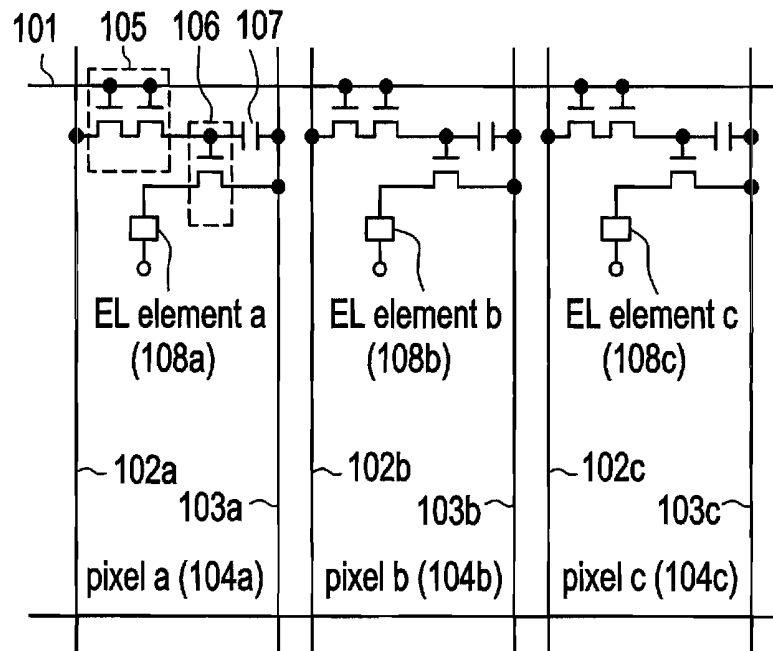 101
105
106
107
EL element a
(108a)
EL element b
(108b)
EL element c
(108c)
102a
103a
102b
103b
102c
103c
pixel a (104a)
pixel b (104b)
pixel c (104c)